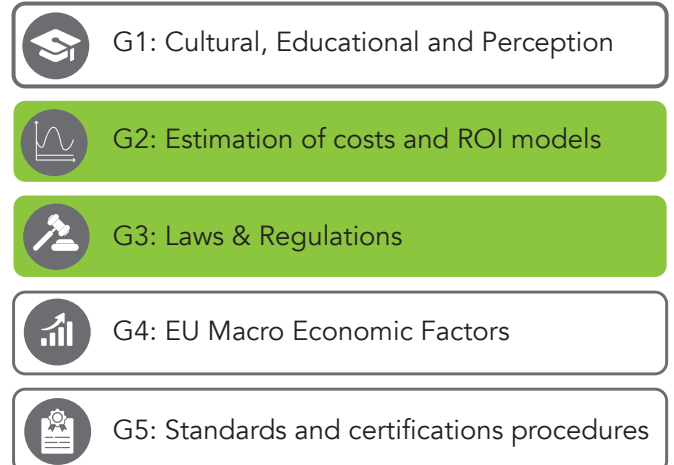 G1: Cultural, Educational and Perception
G2: Estimation of costs and ROI models
G3: Laws & Regulations
G4: EU Macro Economic Factors
G5: Standards and certifications procedures